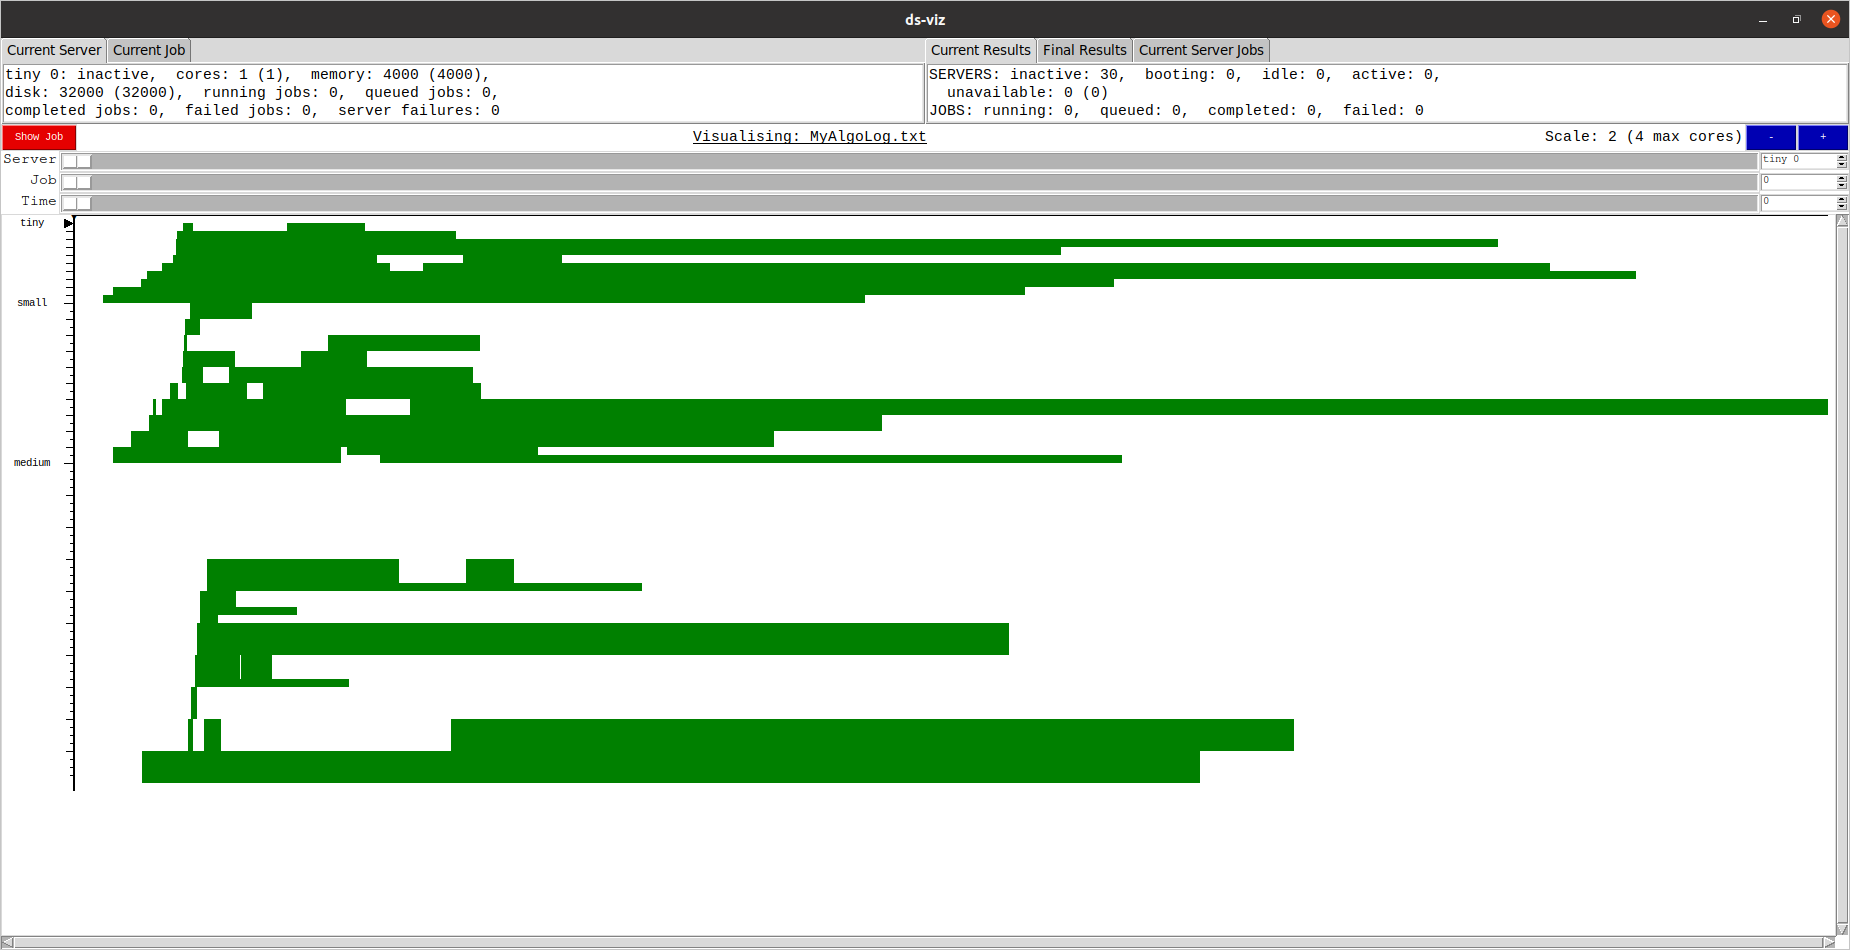 ds-viz
Current Server Current Job
Current Results Final Results Current Server Jobs
tiny 0: inactive, cores: 1 (1), memory: 4000 (4000),
disk: 32000 (32000), running jobs: 0, queued jobs: 0,
completed jobs: 0, failed jobs: 0, server failures: 0
SERVERS: inactive: 30, booting: 0, idle: 0, active: 0,
unavailable: 0 (0)
JOBS: running: 0, queued: 0, completed: 0, failed: 0
Show Job
Visualising: MyAlgoLog.txt
Scale: 2 (4 max cores) - +
Server tiny 0
Job 0
Time 0
tiny
small
medium